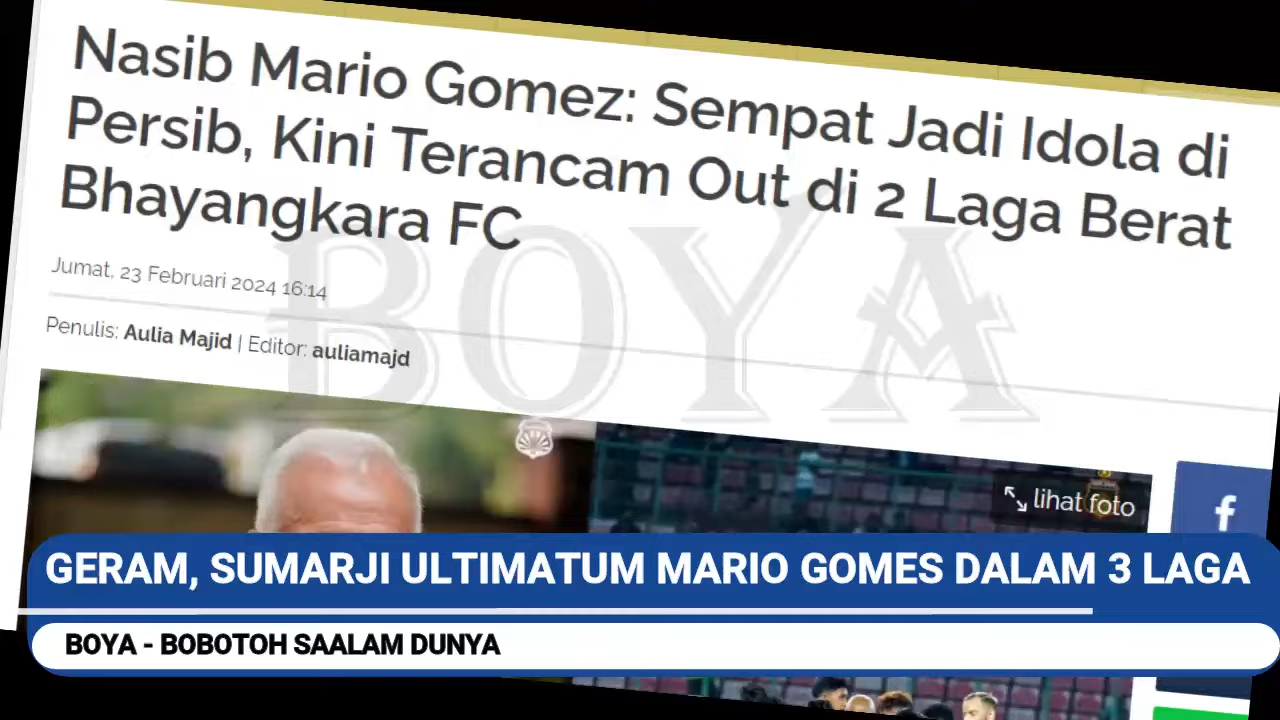 Nasib Mario Gomez: Sempat Jadi Idola di
Persib, Kini Terancam Out di 2 Laga Berat
Bhayangkara FC
BOYA
Jumat, 23 Februari 2024 16:14
Penulis: Aulia Majid | Editor: auliamajd
lihat foto
f
GERAM, SUMARJI ULTIMATUM MARIO GOMES DALAM 3 LAGA
BOYA - BOBOTOH SAALAM DUNYA